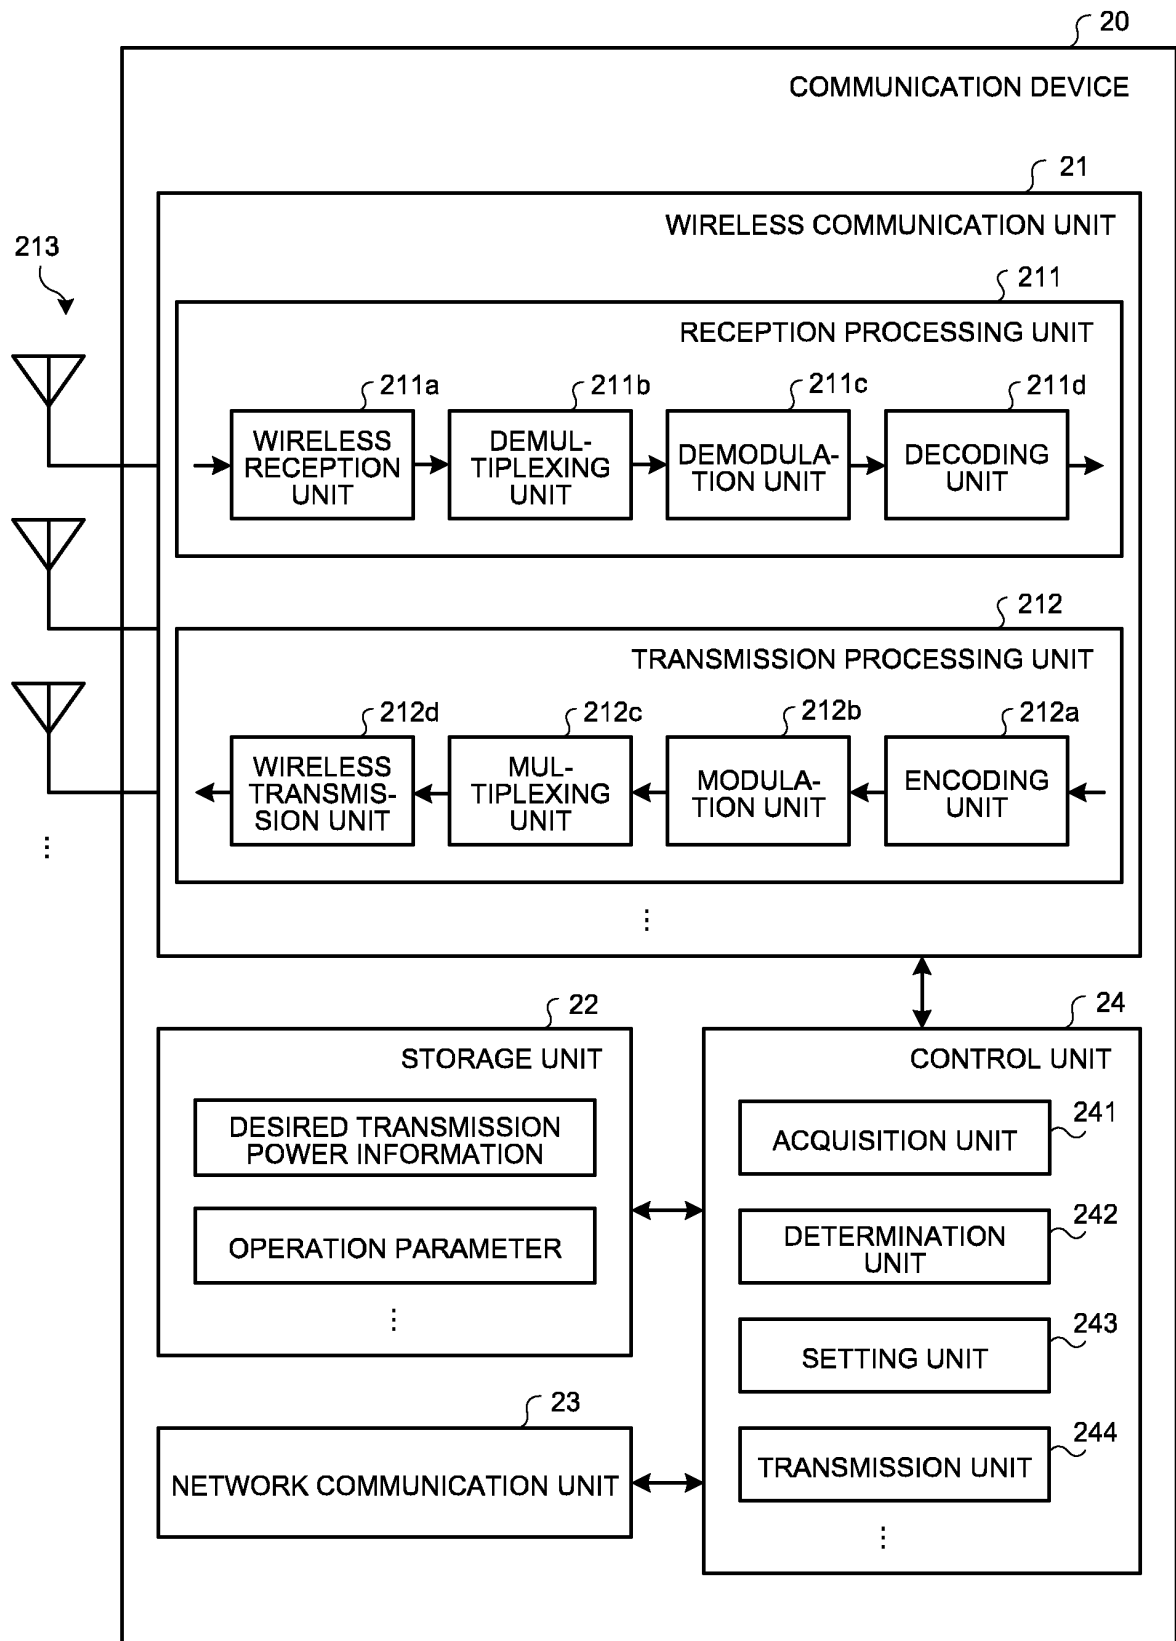 20
COMMUNICATION DEVICE
21
WIRELESS COMMUNICATION UNIT
213
211
RECEPTION PROCESSING UNIT
211a
211b
211c
211d
WIRELESS
RECEPTION
UNIT
DEMUL-
TIPLEXING
UNIT
DEMODULA-
TION UNIT
DECODING
UNIT
212
TRANSMISSION PROCESSING UNIT
212d
212c
212b
212a
WIRELESS
TRANSMIS-
SION UNIT
MUL-
TIPLEXING
UNIT
MODULA-
TION UNIT
ENCODING
UNIT
⋮
⋮
22
STORAGE UNIT
DESIRED TRANSMISSION
POWER INFORMATION
OPERATION PARAMETER
⋮
23
NETWORK COMMUNICATION UNIT
24
CONTROL UNIT
241
ACQUISITION UNIT
242
DETERMINATION
UNIT
243
SETTING UNIT
244
TRANSMISSION UNIT
⋮